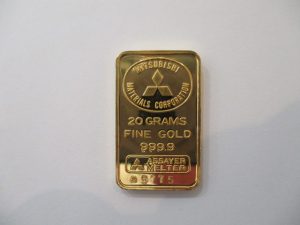 MITSUBISHI
MATERIALS CORPORATION
20 GRAMS
FINE GOLD
999.9
ASSAYER
MELTER